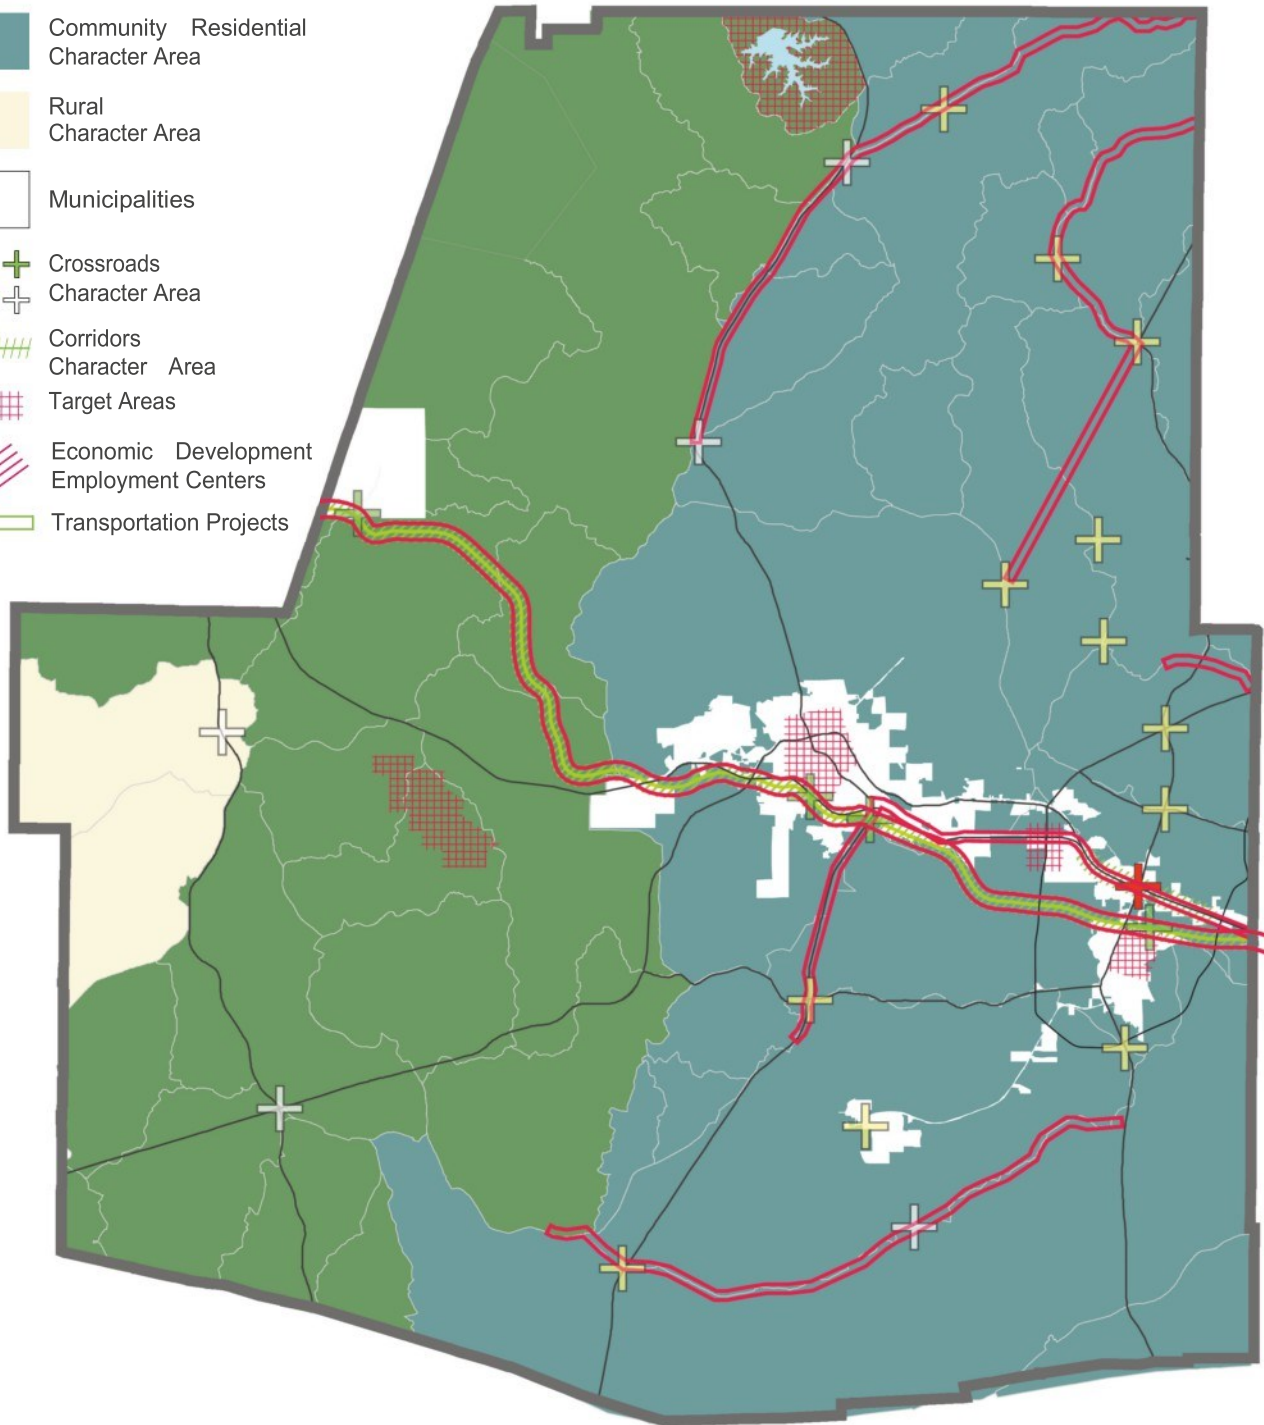 Community Residential
Character Area
Rural
Character Area
Municipalities
Crossroads
Character Area
Corridors
Character Area
Target Areas
Economic Development
Employment Centers
Transportation Projects